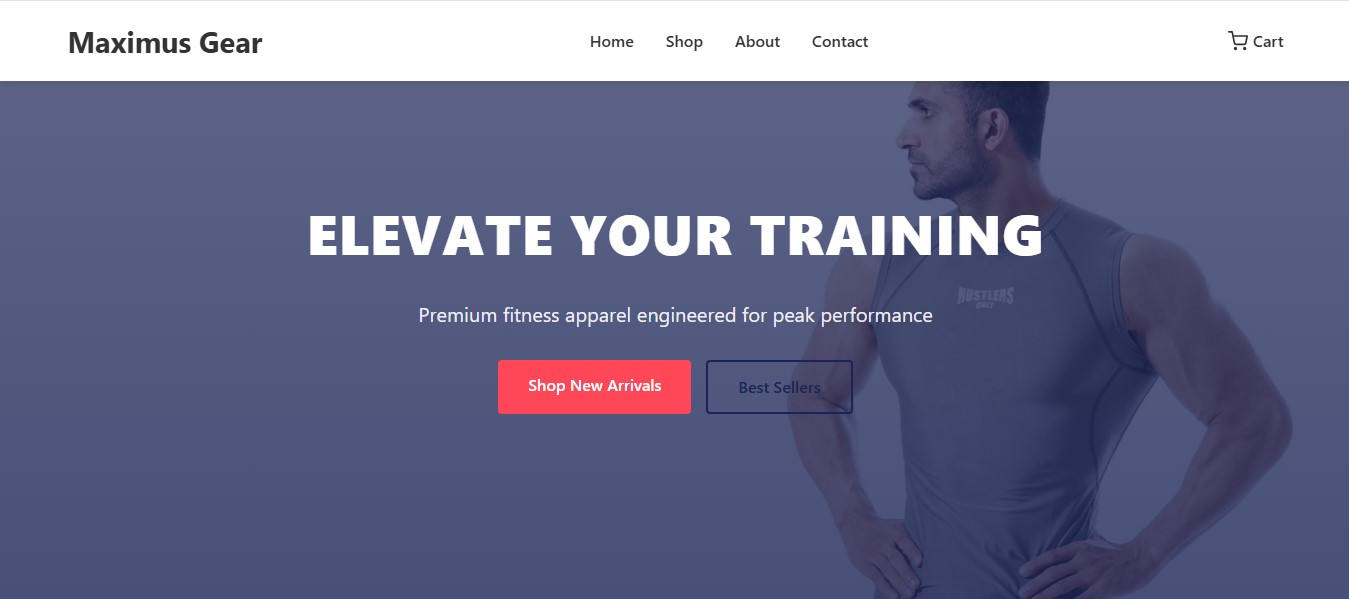 Maximus Gear
Home
Shop
About
Contact
Cart
ELEVATE YOUR TRAINING
HUSTLERS
ONLY
Premium fitness apparel engineered for peak performance
Shop New Arrivals
Best Sellers